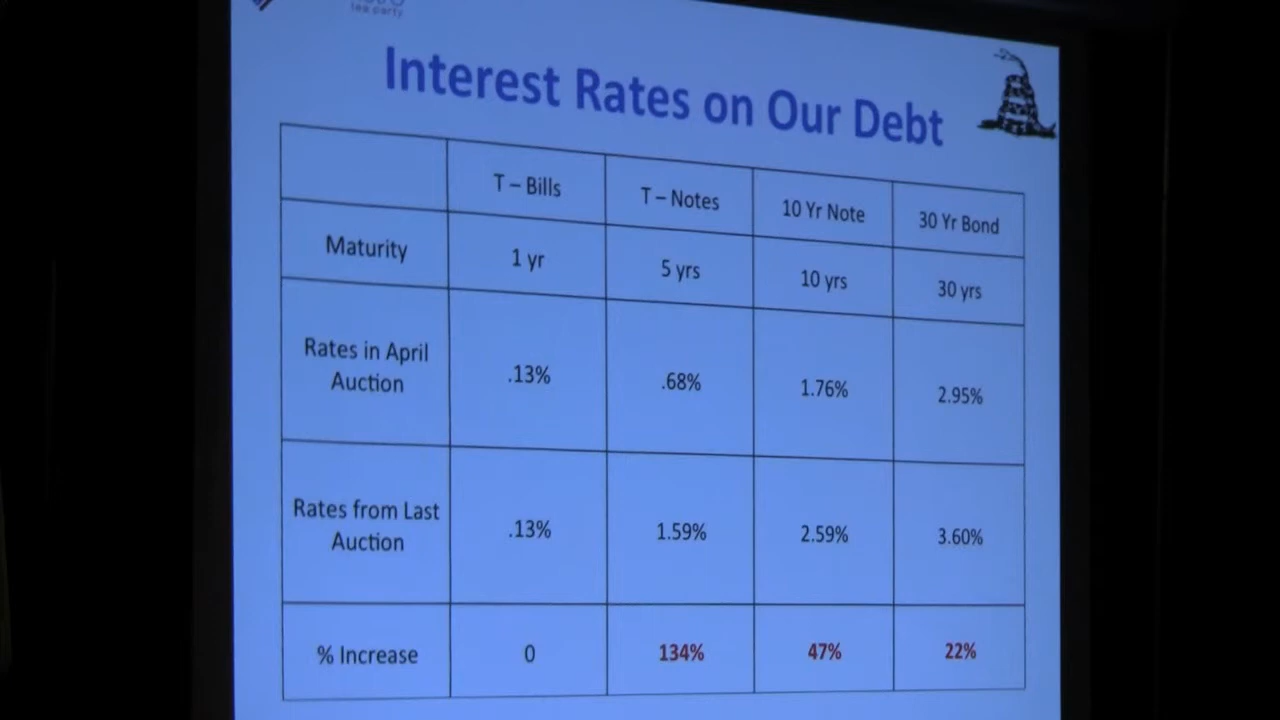 tea party
Interest Rates on Our Debt
T – Bills
T – Notes
10 Yr Note
30 Yr Bond
Maturity
1 yr
5 yrs
10 yrs
30 yrs
Rates in April
Auction
.13%
.68%
1.76%
2.95%
Rates from Last
Auction
.13%
1.59%
2.59%
3.60%
% Increase
0
134%
47%
22%